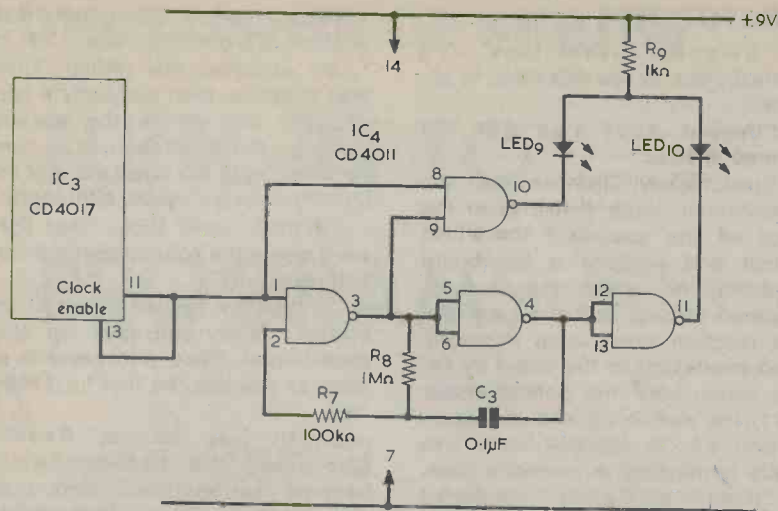 +9V
R9
1kΩ
14
IC4
CD4011
LED9
LED10
IC3
CD4017
8
10
9
Clock
enable
11
13
1
3
2
5
4
6
12
11
13
R8
1MΩ
R7
100kΩ
C3
0·1µF
7